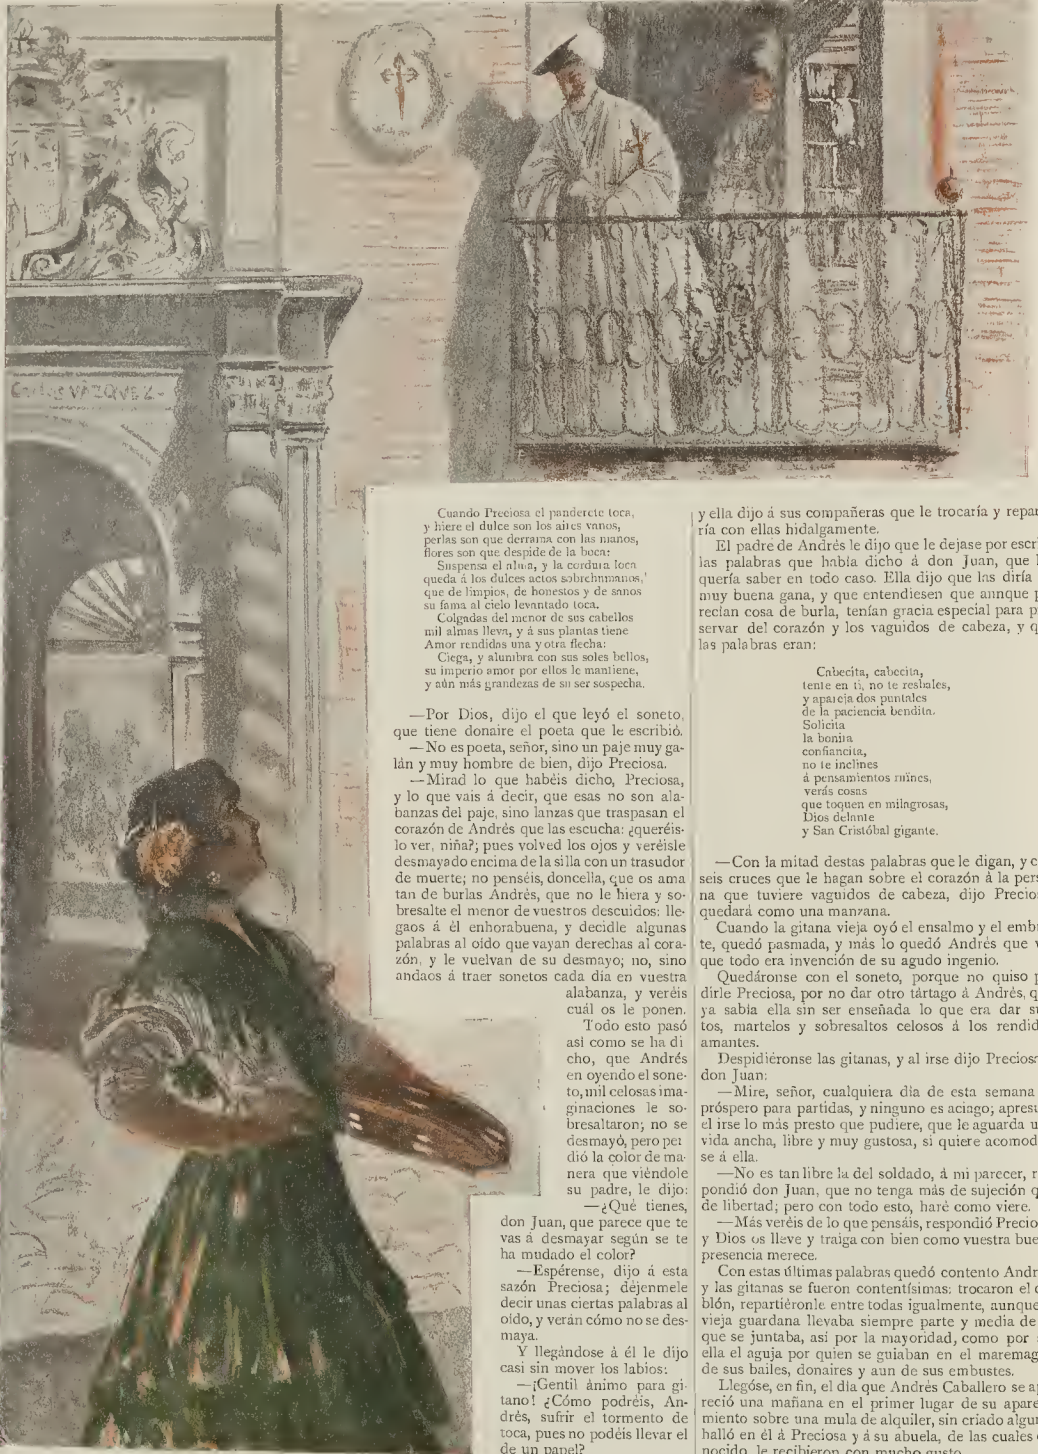 Carlos VAZQUEZ
Cuando Preciosa el panderete toca,
y hiere el dulce son los aires vanos,
perlas son que derrama con las manos,
flores son que despide de la boca:
Suspensa el alma, y la cordura loca
queda á los dulces actos sobrehumanos,
que de limpios, de honestos y de sanos
su fama al cielo levantado toca.
Colgadas del menor de sus cabellos
mil almas lleva, y á sus plantas tiene
Amor rendidas una y otra flecha:
Ciega, y alumbra con sus soles bellos,
su imperio amor por ellos le mantiene,
y aún más grandezas de su ser sospecha.
—Por Dios, dijo el que leyó el soneto,
que tiene donaire el poeta que le escribió.
—No es poeta, señor, sino un paje muy ga-
lán y muy hombre de bien, dijo Preciosa.
—Mirad lo que habéis dicho, Preciosa,
y lo que vais á decir, que esas no son ala-
banzas del paje, sino lanzas que traspasan el
corazón de Andrés que las escucha: ¿queréis-
lo ver, niña?; pues volved los ojos y veréisle
desmayado encima de la silla con un trasudor
de muerte; no penséis, doncella, que os ama
tan de burlas Andrés, que no le hiera y so-
bresalte el menor de vuestros descuidos: lle-
gaos á él enhorabuena, y decidle algunas
palabras al oído que vayan derechas al cora-
zón, y le vuelvan de su desmayo; no, sino
andaos á traer sonetos cada día en vuestra
alabanza, y veréis
cuál os le ponen.
Todo esto pasó
así como se ha di
cho, que Andrés
en oyendo el sone-
to, mil celosas ima-
ginaciones le so-
bresaltaron; no se
desmayó, pero per
dió la color de ma-
nera que viéndole
su padre, le dijo:
—¿Qué tienes,
don Juan, que parece que te
vas á desmayar según se te
ha mudado el color?
—Espérense, dijo á esta
sazón Preciosa; déjenmele
decir unas ciertas palabras al
oído, y verán cómo no se des-
maya.
Y llegándose á él le dijo
casi sin mover los labios:
—¡Gentil ánimo para gi-
tano! ¿Cómo podréis, An-
drés, sufrir el tormento de
toca, pues no podéis llevar el
de un papel?
y ella dijo á sus compañeras que le trocaría y repar
ría con ellas hidalgamente.
El padre de Andrés le dijo que le dejase por escri
las palabras que había dicho á don Juan, que
quería saber en todo caso. Ella dijo que las diría
muy buena gana, y que entendiesen que aunque p
recían cosa de burla, tenían gracia especial para p
servar del corazón y los vaguidos de cabeza, y q
las palabras eran:
Cabecita, cabecita,
tente en ti, no te resbales,
y apareja dos puntales
de la paciencia bendita.
Solicita
la bonita
confiancita,
no te inclines
á pensamientos ruines,
verás cosas
que toquen en milagrosas,
Dios delante
y San Cristóbal gigante.
—Con la mitad destas palabras que le digan, y c
seis cruces que le hagan sobre el corazón á la pers
na que tuviere vaguidos de cabeza, dijo Precio
quedará como una manzana.
Cuando la gitana vieja oyó el ensalmo y el emb
te, quedó pasmada, y más lo quedó Andrés que v
que todo era invención de su agudo ingenio.
Quedáronse con el soneto, porque no quiso p
dirle Preciosa, por no dar otro tártago á Andrés, q
ya sabía ella sin ser enseñada lo que era dar su
tos, martelos y sobresaltos celosos á los rendid
amantes.
Despidiéronse las gitanas, y al irse dijo Precios
don Juan:
—Mire, señor, cualquiera día de esta semana
próspero para partidas, y ninguno es aciago; apresu
el irse lo más presto que pudiere, que le aguarda u
vida ancha, libre y muy gustosa, si quiere acomod
se á ella.
—No es tan libre la del soldado, á mi parecer, r
pondió don Juan, que no tenga más de sujeción q
de libertad; pero con todo esto, haré como viere.
—Más veréis de lo que pensáis, respondió Precio
y Dios os lleve y traiga con bien como vuestra bue
presencia merece.
Con estas últimas palabras quedó contento Andr
y las gitanas se fueron contentísimas: trocaron el d
blón, repartiéronle entre todas igualmente, aunque
vieja guardana llevaba siempre parte y media de
que se juntaba, así por la mayoridad, como por
ella el aguja por quien se guiaban en el maremag
de sus bailes, donaires y aun de sus embustes.
Llegóse, en fin, el día que Andrés Caballero se ap
reció una mañana en el primer lugar de su apare
miento sobre una mula de alquiler, sin criado algun
halló en él á Preciosa y á su abuela, de las cuales
nocido, le recibieron con mucho gusto